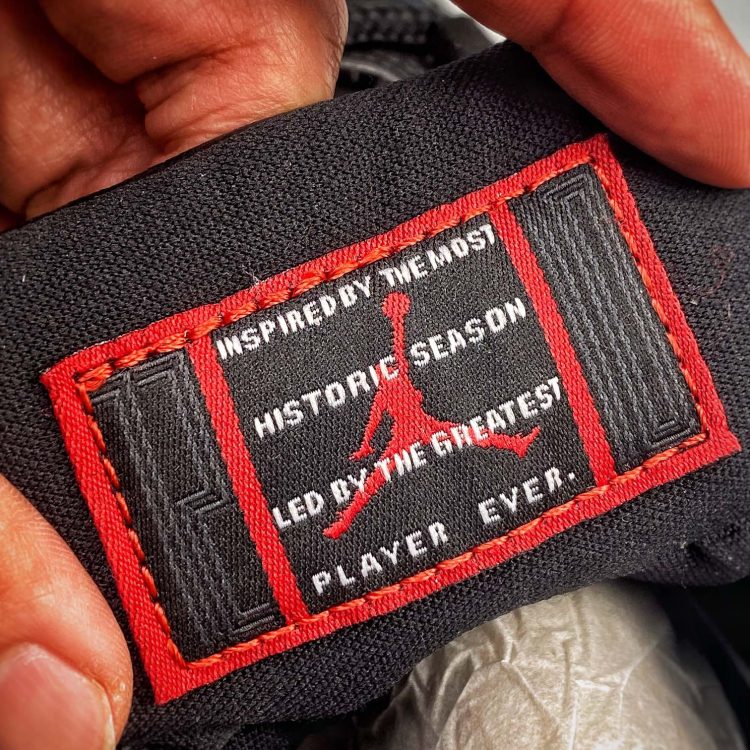 INSPIRED BY THE MOST
HISTORIC SEASON
LED BY THE GREATEST
PLAYER EVER.